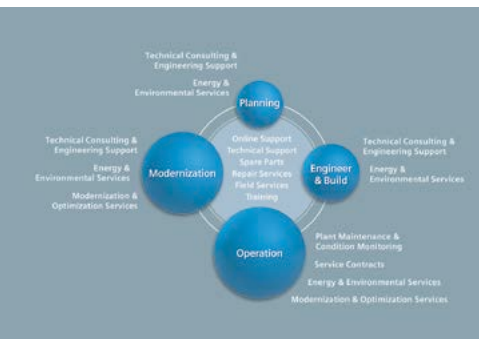 Technical Consulting &
Engineering Support
Energy &
Environmental Services
Planning
Online Support
Technical Support
Spare Parts
Repair Services
Field Services
Training
Technical Consulting &
Engineering Support
Energy &
Environmental Services
Modernization &
Optimization Services
Modernization
Engineer
& Build
Technical Consulting &
Engineering Support
Energy &
Environmental Services
Operation
Plant Maintenance &
Condition Monitoring
Service Contracts
Energy & Environmental Services
Modernization & Optimization Services